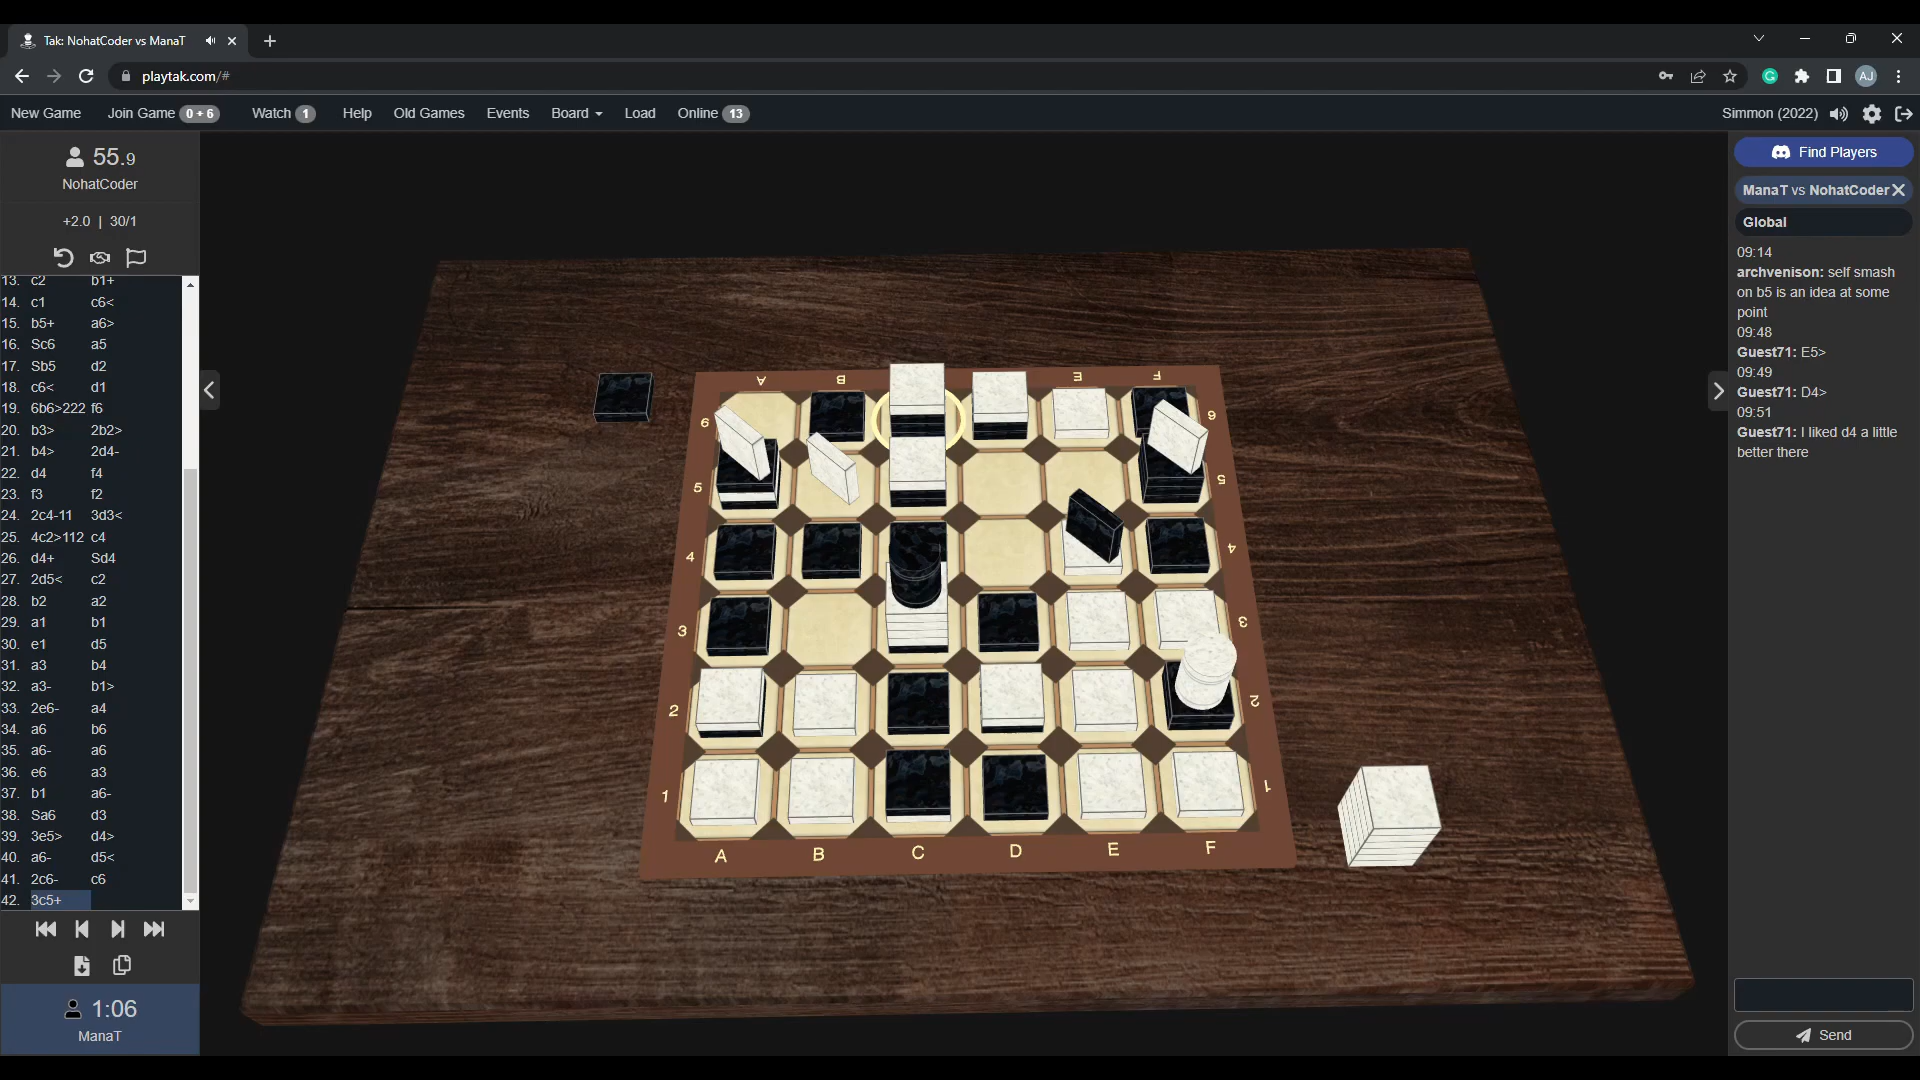 Tak: NohatCoder vs ManaT
playtak.com/#
AJ
New Game
Join Game 0 + 6
Watch 1
Help
Old Games
Events
Board
Load
Online 13
Simmon (2022)
55.9
NohatCoder
+2.0 | 30/1
13. c2 b1+
14. c1 c6<
15. b5+ a6>
16. Sc6 a5
17. Sb5 d2
18. c6< d1
19. 6b6>222 f6
20. b3> 2b2>
21. b4> 2d4-
22. d4 f4
23. f3 f2
24. 2c4-11 3d3<
25. 4c2>112 c4
26. d4+ Sd4
27. 2d5< c2
28. b2 a2
29. a1 b1
30. e1 d5
31. a3 b4
32. a3- b1>
33. 2e6- a4
34. a6 b6
35. a6- a6
36. e6 a3
37. b1 a6-
38. Sa6 d3
39. 3e5> d4>
40. a6- d5<
41. 2c6- c6
42. 3c5+
1:06
ManaT
A B E F
6 6
5 5
4 4
3 3
2 2
1 1
A B C D E F
Find Players
ManaT vs NohatCoder
Global
09:14
archvenison: self smash
on b5 is an idea at some
point
09:48
Guest71: E5>
09:49
Guest71: D4>
09:51
Guest71: I liked d4 a little
better there
Send